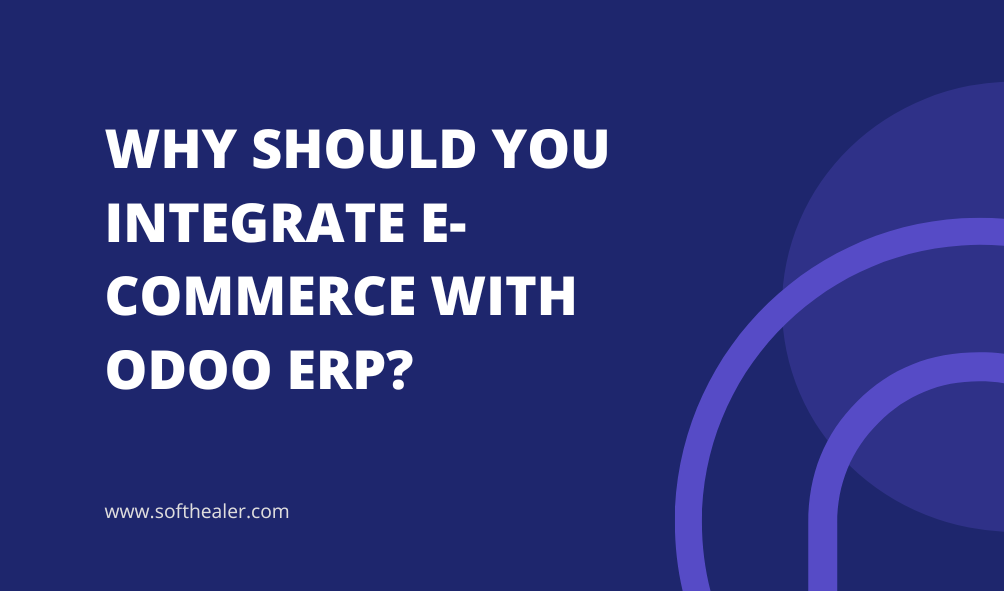 WHY SHOULD YOU
INTEGRATE E-
COMMERCE WITH
ODOO ERP?
www.softhealer.com